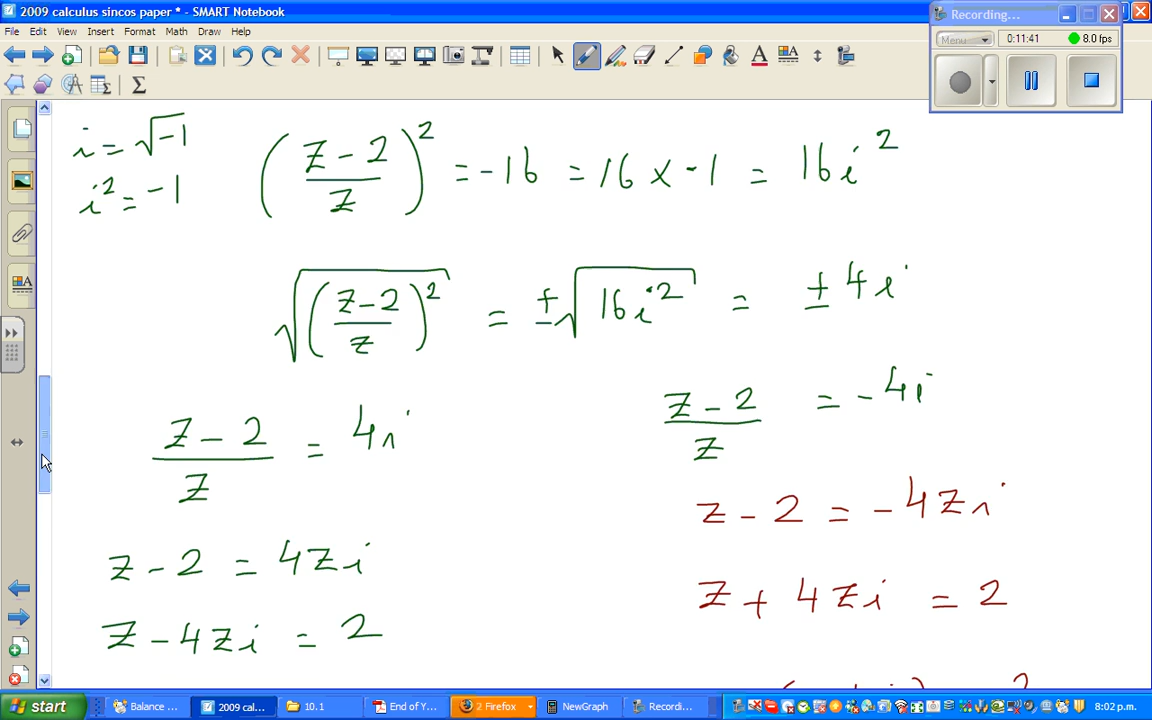 2009 calculus sincos paper * - SMART Notebook
Recording...
File Edit View Insert Format Math Draw Help
Menu 0:11:41 8.0 fps
i = √-1
i² = -1
((z-2)/z)² = -16 = 16 x -1 = 16i²
√((z-2)/z)² = ±√16i² = ±4i
(z-2)/z = 4i
(z-2)/z = -4i
z - 2 = -4zi
z - 2 = 4zi
z + 4zi = 2
z - 4zi = 2
start Balance ... 2009 cal... 10.1 End of Y... 2 Firefox NewGraph Recordi... 8:02 p.m.